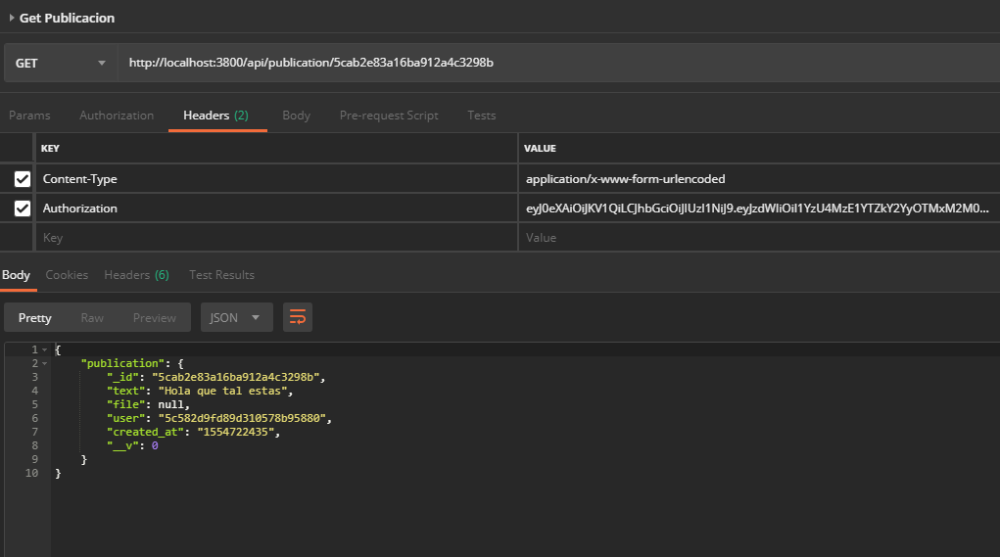 Get Publicacion
GET http://localhost:3800/api/publication/5cab2e83a16ba912a4c3298b
Params Authorization Headers (2) Body Pre-request Script Tests
KEY VALUE
Content-Type application/x-www-form-urlencoded
Authorization eyJ0eXAiOiJKV1QiLCJhbGciOiJIUzI1NiJ9.eyJzdWIiOiI1YzU4MzE1YTZkY2YyOTMxM2M0...
Key Value
Body Cookies Headers (6) Test Results
Pretty Raw Preview JSON
1 {
2 "publication": {
3 "_id": "5cab2e83a16ba912a4c3298b",
4 "text": "Hola que tal estas",
5 "file": null,
6 "user": "5c582d9fd89d310578b95880",
7 "created_at": "1554722435",
8 "__v": 0
9 }
10 }